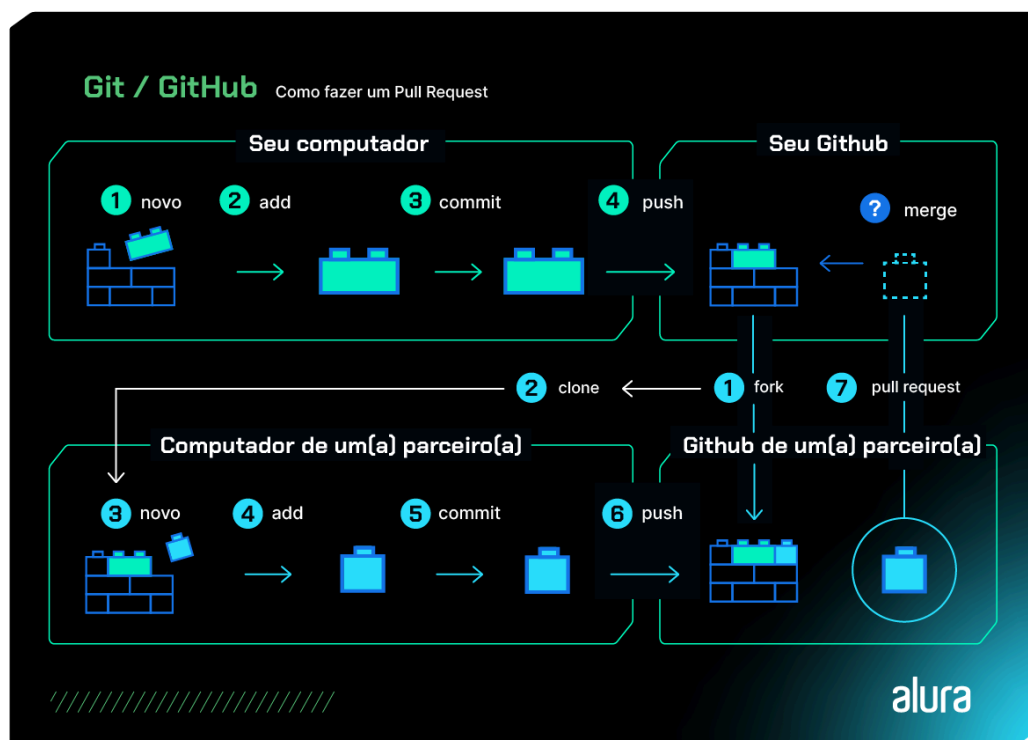 Git / GitHub Como fazer um Pull Request
Seu computador
Seu Github
1 novo
2 add
3 commit
4 push
? merge
2 clone
1 fork
7 pull request
Computador de um(a) parceiro(a)
Github de um(a) parceiro(a)
3 novo
4 add
5 commit
6 push
alura